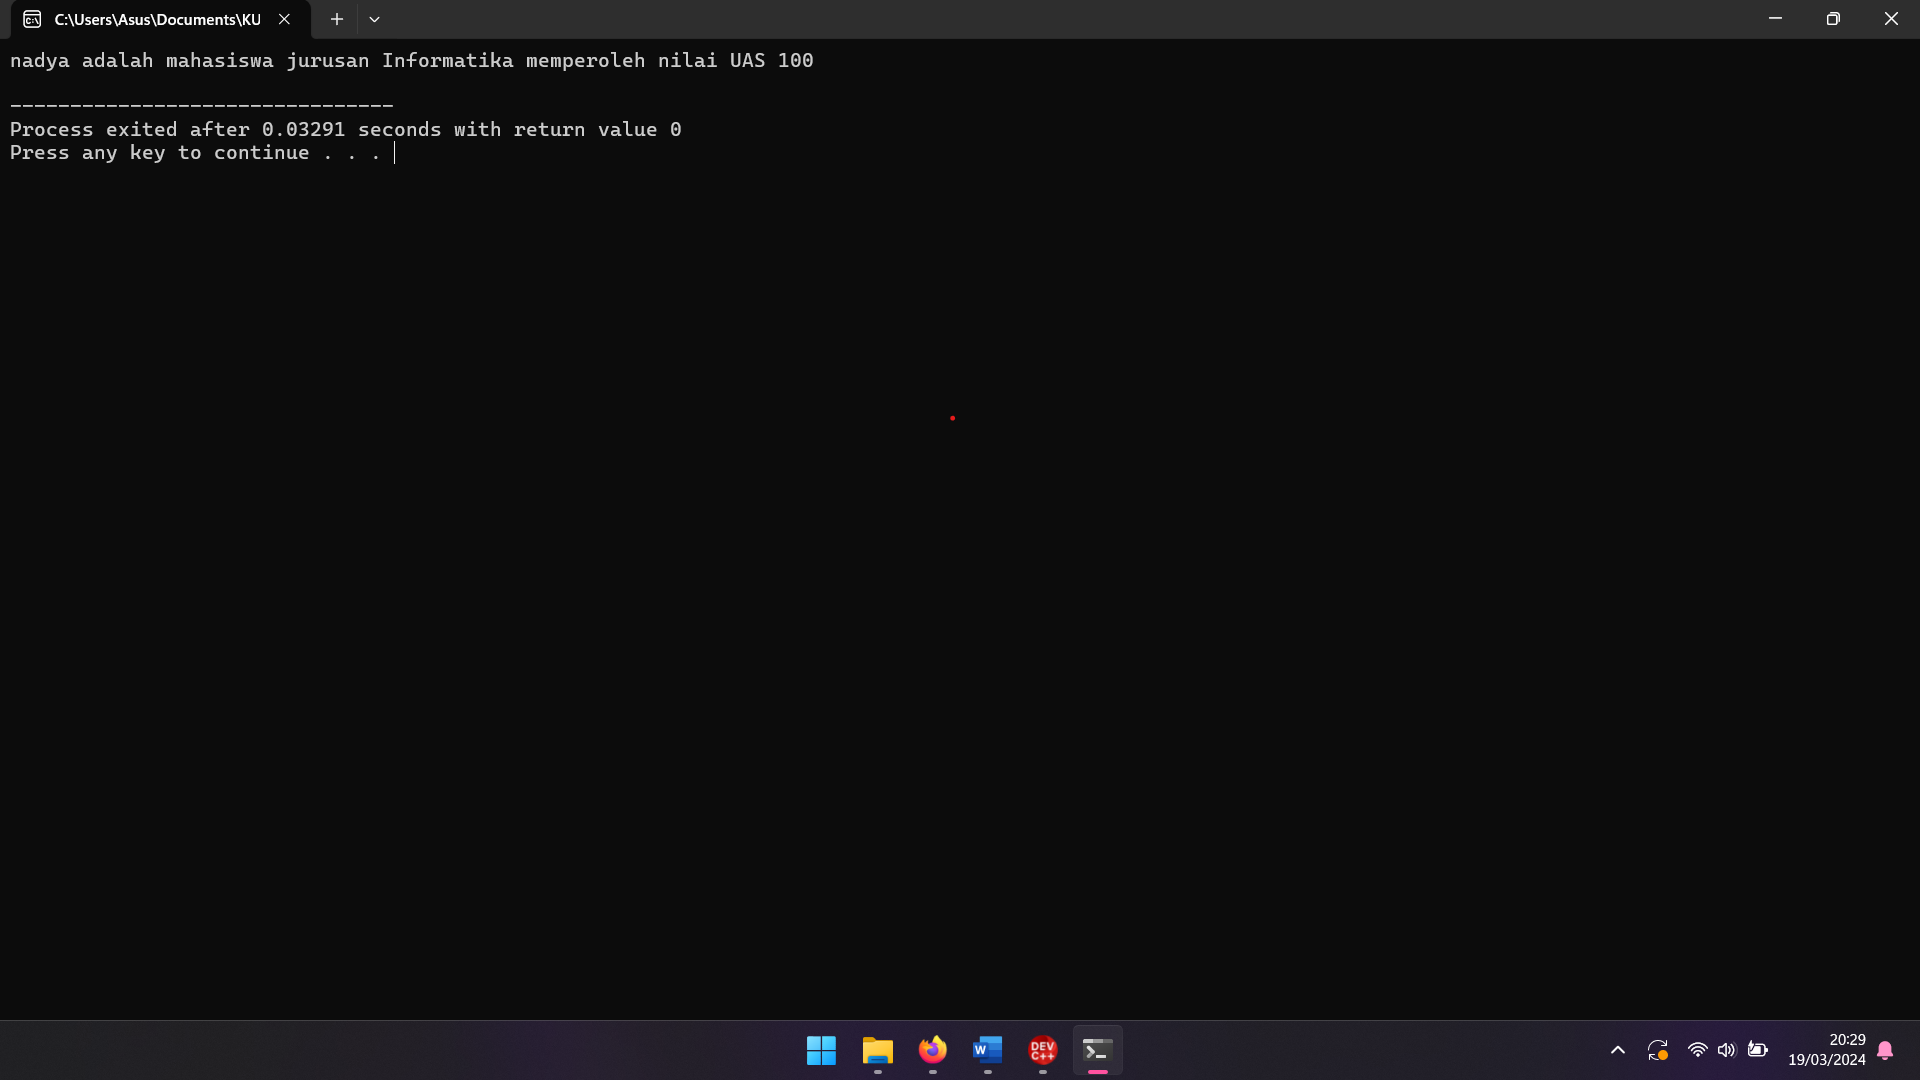 C:\Users\Asus\Documents\KU
nadya adalah mahasiswa jurusan Informatika memperoleh nilai UAS 100
--------------------------------
Process exited after 0.03291 seconds with return value 0
Press any key to continue . . .
W
DEV
C++
20:29
19/03/2024